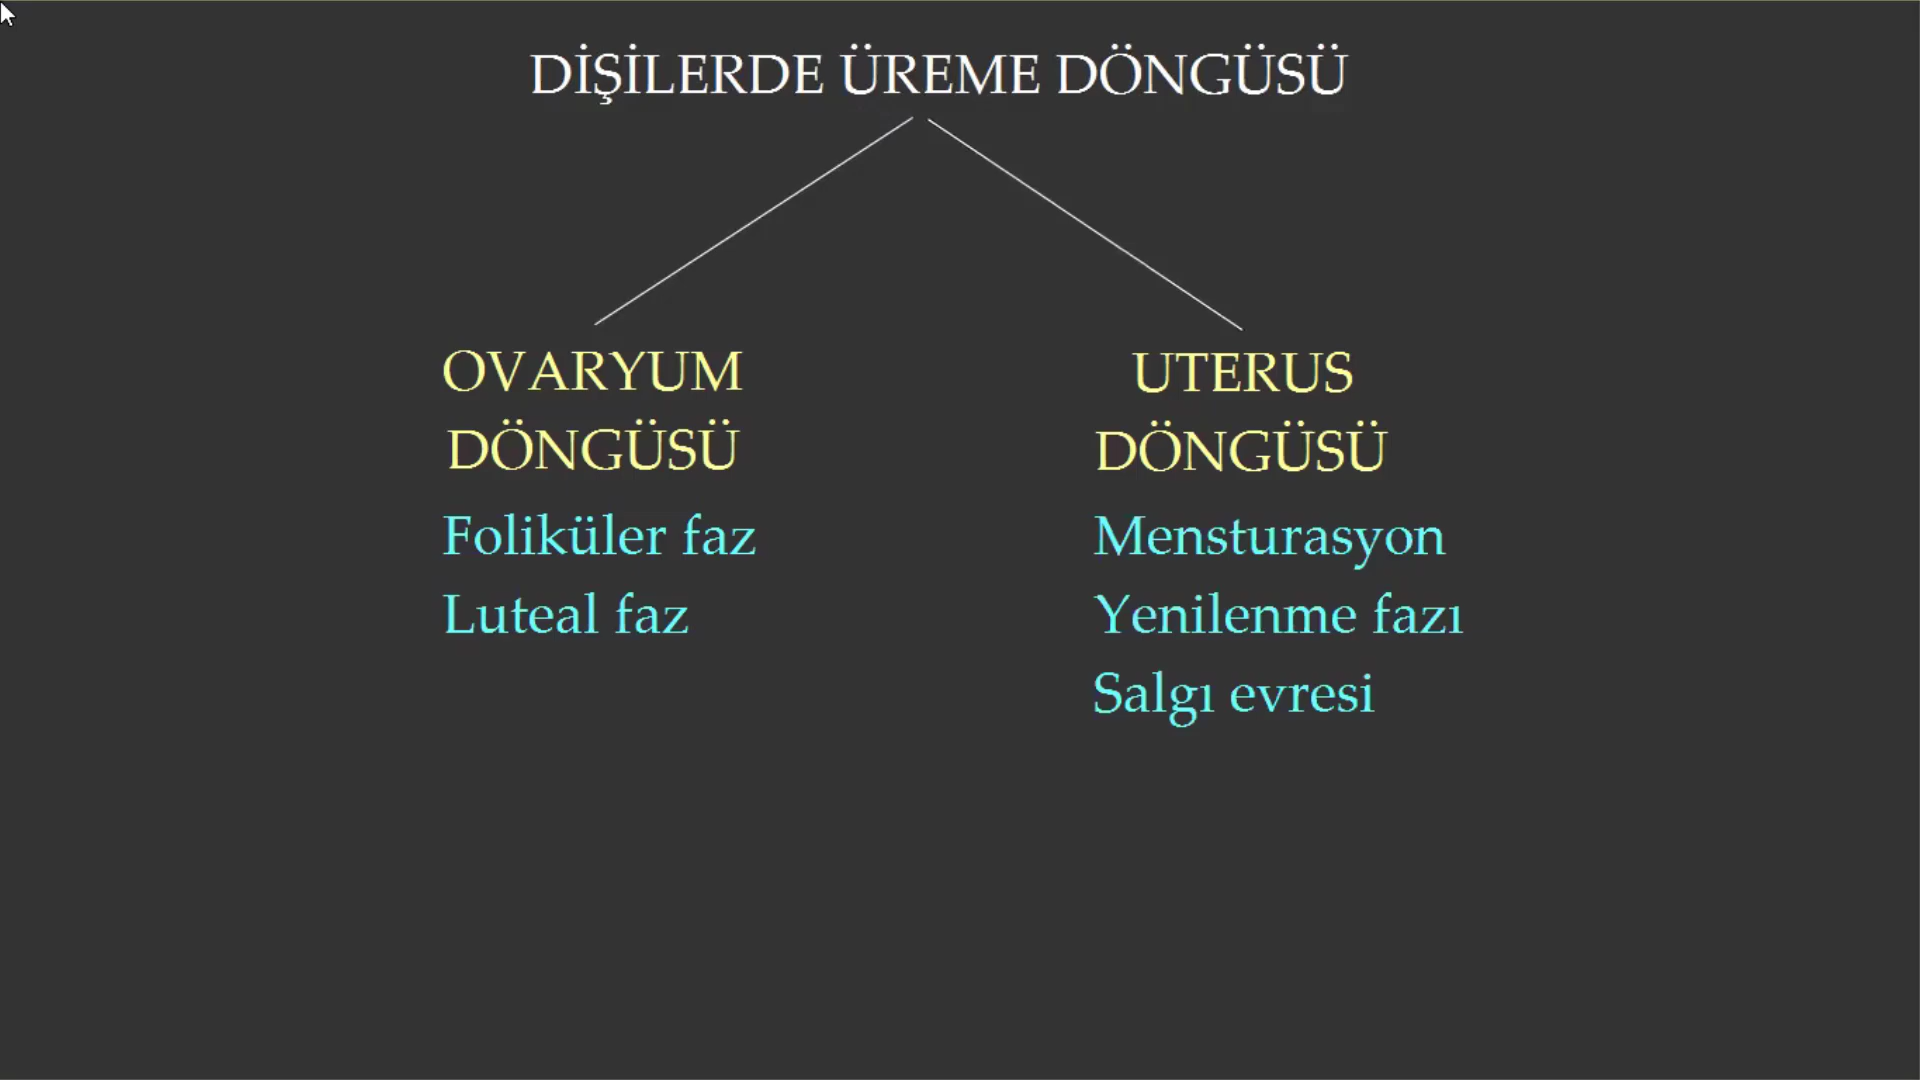 DİŞİLERDE ÜREME DÖNGÜSÜ
OVARYUM
DÖNGÜSÜ
Foliküler faz
Luteal faz
UTERUS
DÖNGÜSÜ
Mensturasyon
Yenilenme fazı
Salgı evresi